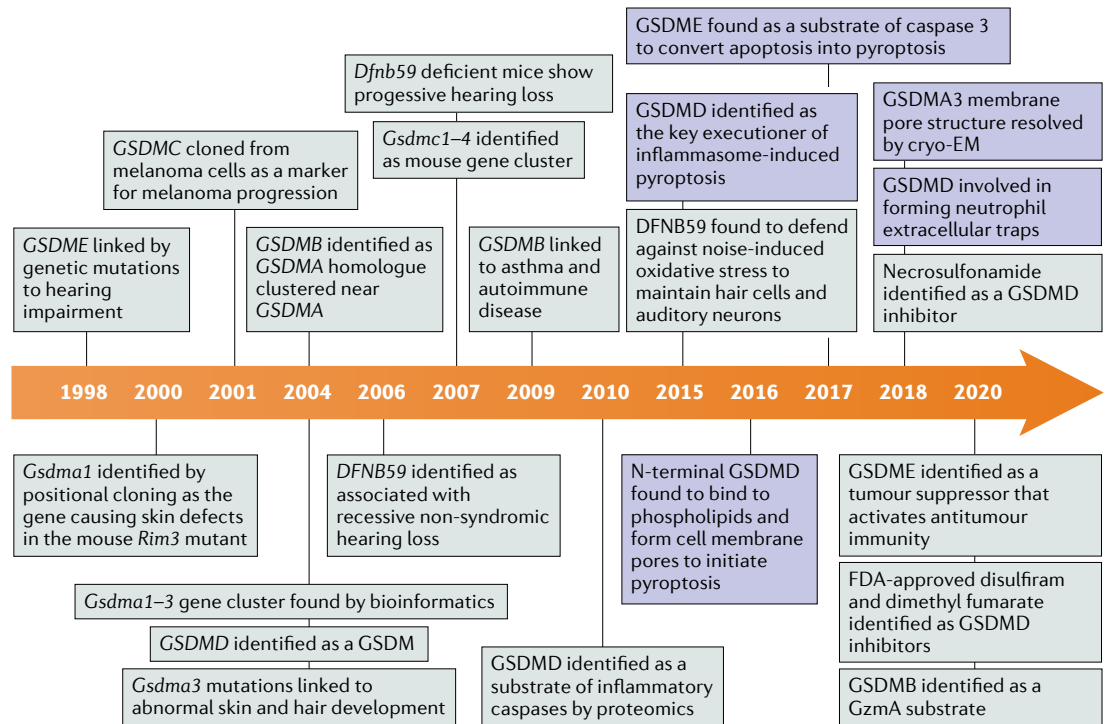 GSDME found as a substrate of caspase 3
to convert apoptosis into pyroptosis
Dfnb59 deficient mice show
progessive hearing loss
GSDMD identified as
the key executioner of
inflammasome-induced
pyroptosis
GSDMA3 membrane
pore structure resolved
by cryo-EM
GSDMC cloned from
melanoma cells as a marker
for melanoma progression
Gsdmc1–4 identified
as mouse gene cluster
GSDMD involved in
forming neutrophil
extracellular traps
GSDME linked by
genetic mutations
to hearing
impairment
GSDMB identified as
GSDMA homologue
clustered near
GSDMA
GSDMB linked
to asthma and
autoimmune
disease
DFNB59 found to defend
against noise-induced
oxidative stress to
maintain hair cells and
auditory neurons
Necrosulfonamide
identified as a GSDMD
inhibitor
1998 2000 2001 2004 2006 2007 2009 2010 2015 2016 2017 2018 2020
Gsdma1 identified by
positional cloning as the
gene causing skin defects
in the mouse Rim3 mutant
DFNB59 identified as
associated with
recessive non-syndromic
hearing loss
N-terminal GSDMD
found to bind to
phospholipids and
form cell membrane
pores to initiate
pyroptosis
GSDME identified as a
tumour suppressor that
activates antitumour
immunity
Gsdma1–3 gene cluster found by bioinformatics
GSDMD identified as a GSDM
Gsdma3 mutations linked to
abnormal skin and hair development
GSDMD identified as a
substrate of inflammatory
caspases by proteomics
FDA-approved disulfiram
and dimethyl fumarate
identified as GSDMD
inhibitors
GSDMB identified as a
GzmA substrate